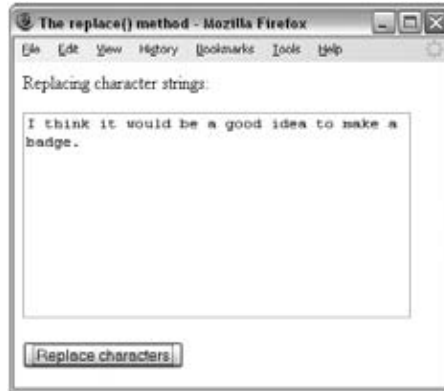 The replace() method - Mozilla Firefox
File Edit View History Bookmarks Tools Help
Replacing character strings:
I think it would be a good idea to make a
badge.
Replace characters